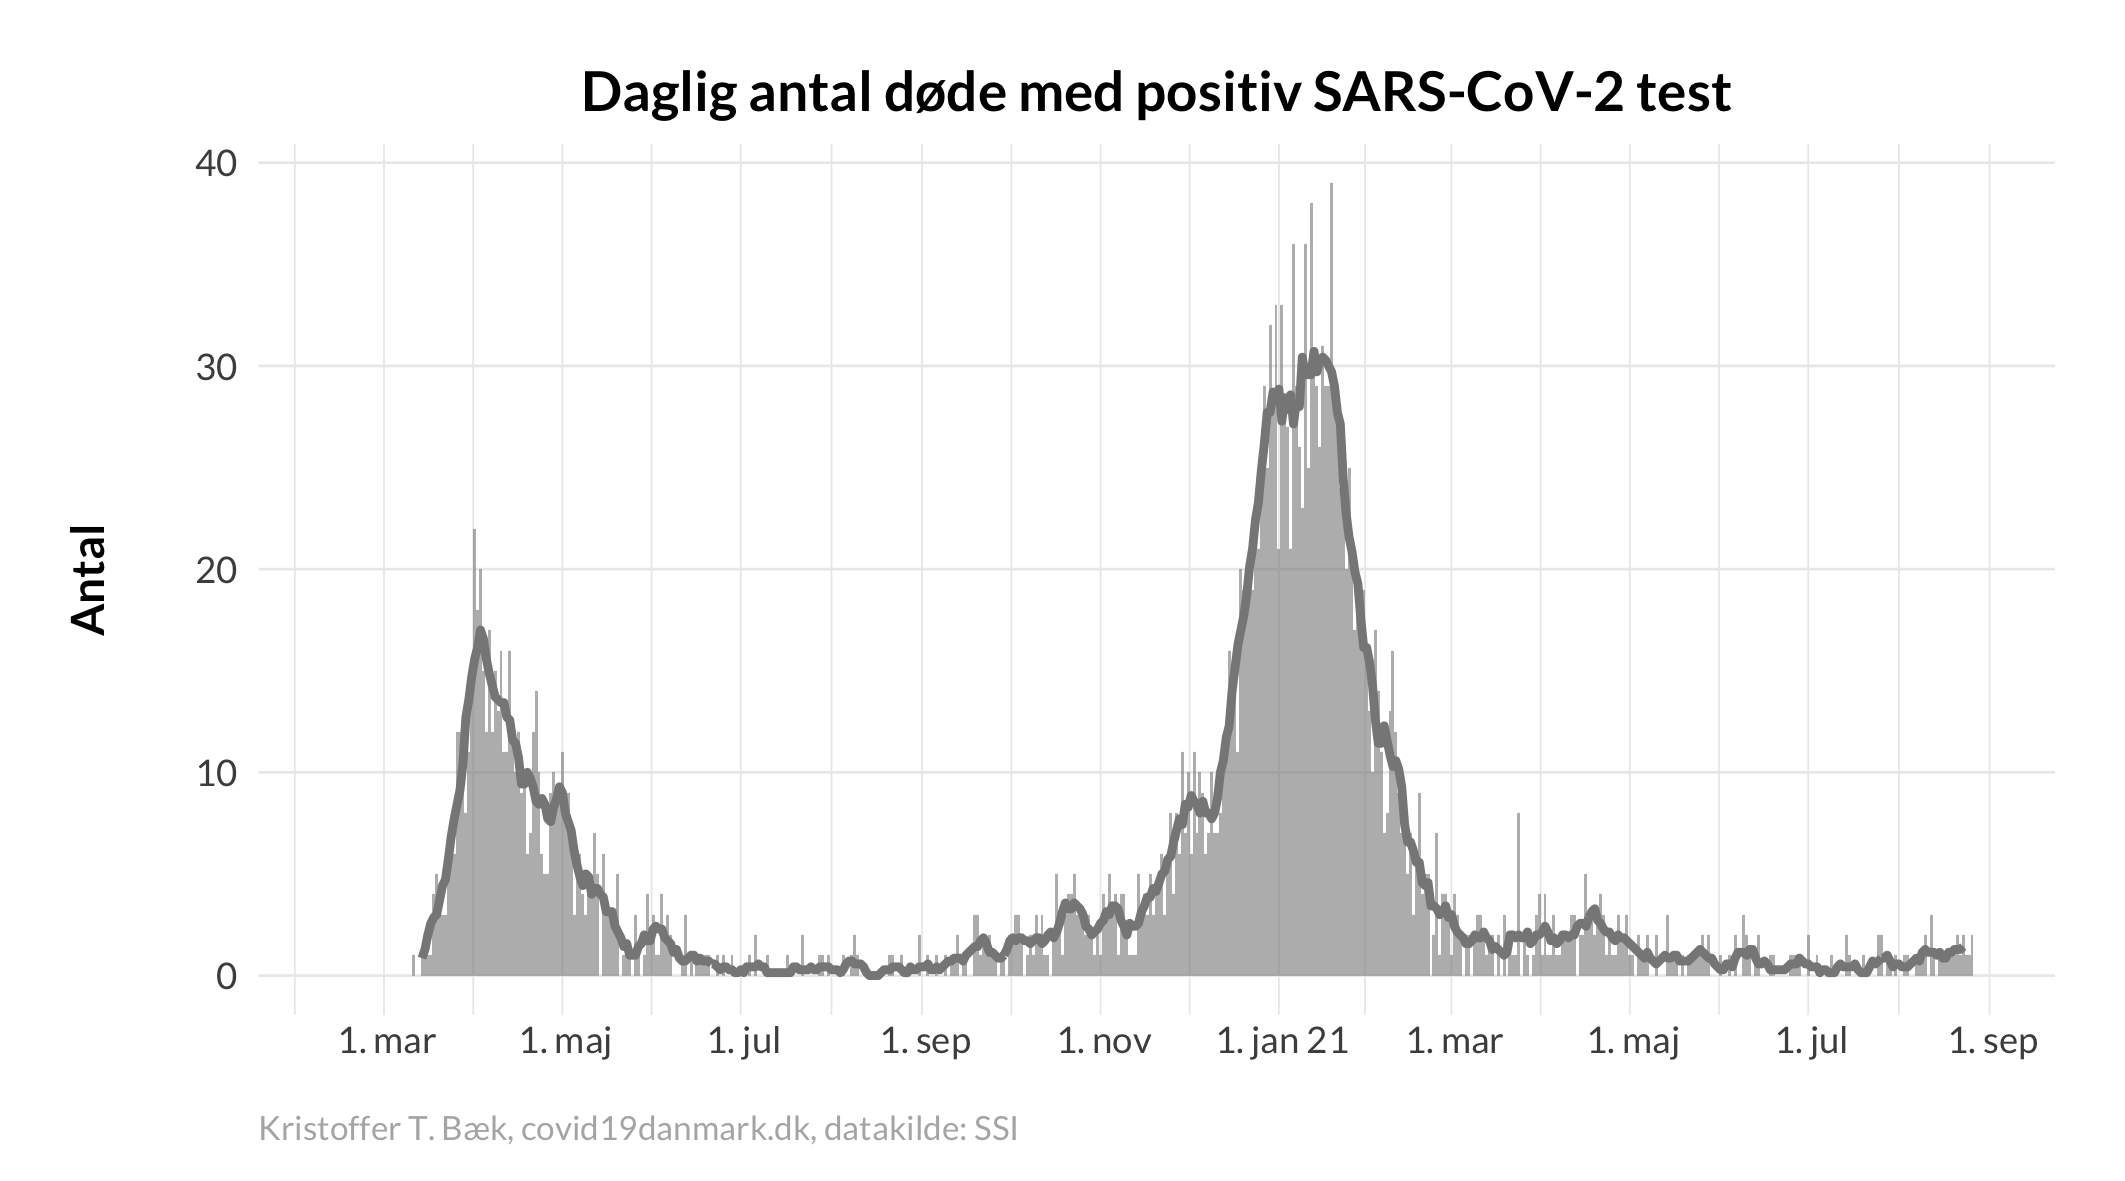 Daglig antal døde med positiv SARS-CoV-2 test
Antal
40
30
20
10
0
1. mar 1. maj 1. jul 1. sep 1. nov 1. jan 21 1. mar 1. maj 1. jul 1. sep
Kristoffer T. Bæk, covid19danmark.dk, datakilde: SSI